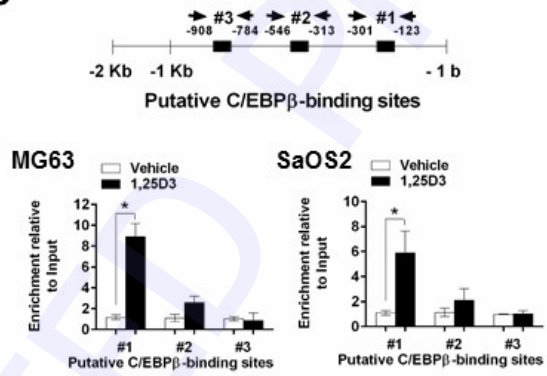 #3 #2 #1
-908 -784 -546 -313 -301 -123
-2 Kb -1 Kb - 1 b
Putative C/EBPβ-binding sites
MG63
Vehicle
1,25D3
Enrichment relative
to Input
12
10
8
6
4
2
0
*
#1 #2 #3
Putative C/EBPβ-binding sites
SaOS2
Vehicle
1,25D3
Enrichment relative
to Input
10
8
6
4
2
0
*
#1 #2 #3
Putative C/EBPβ-binding sites